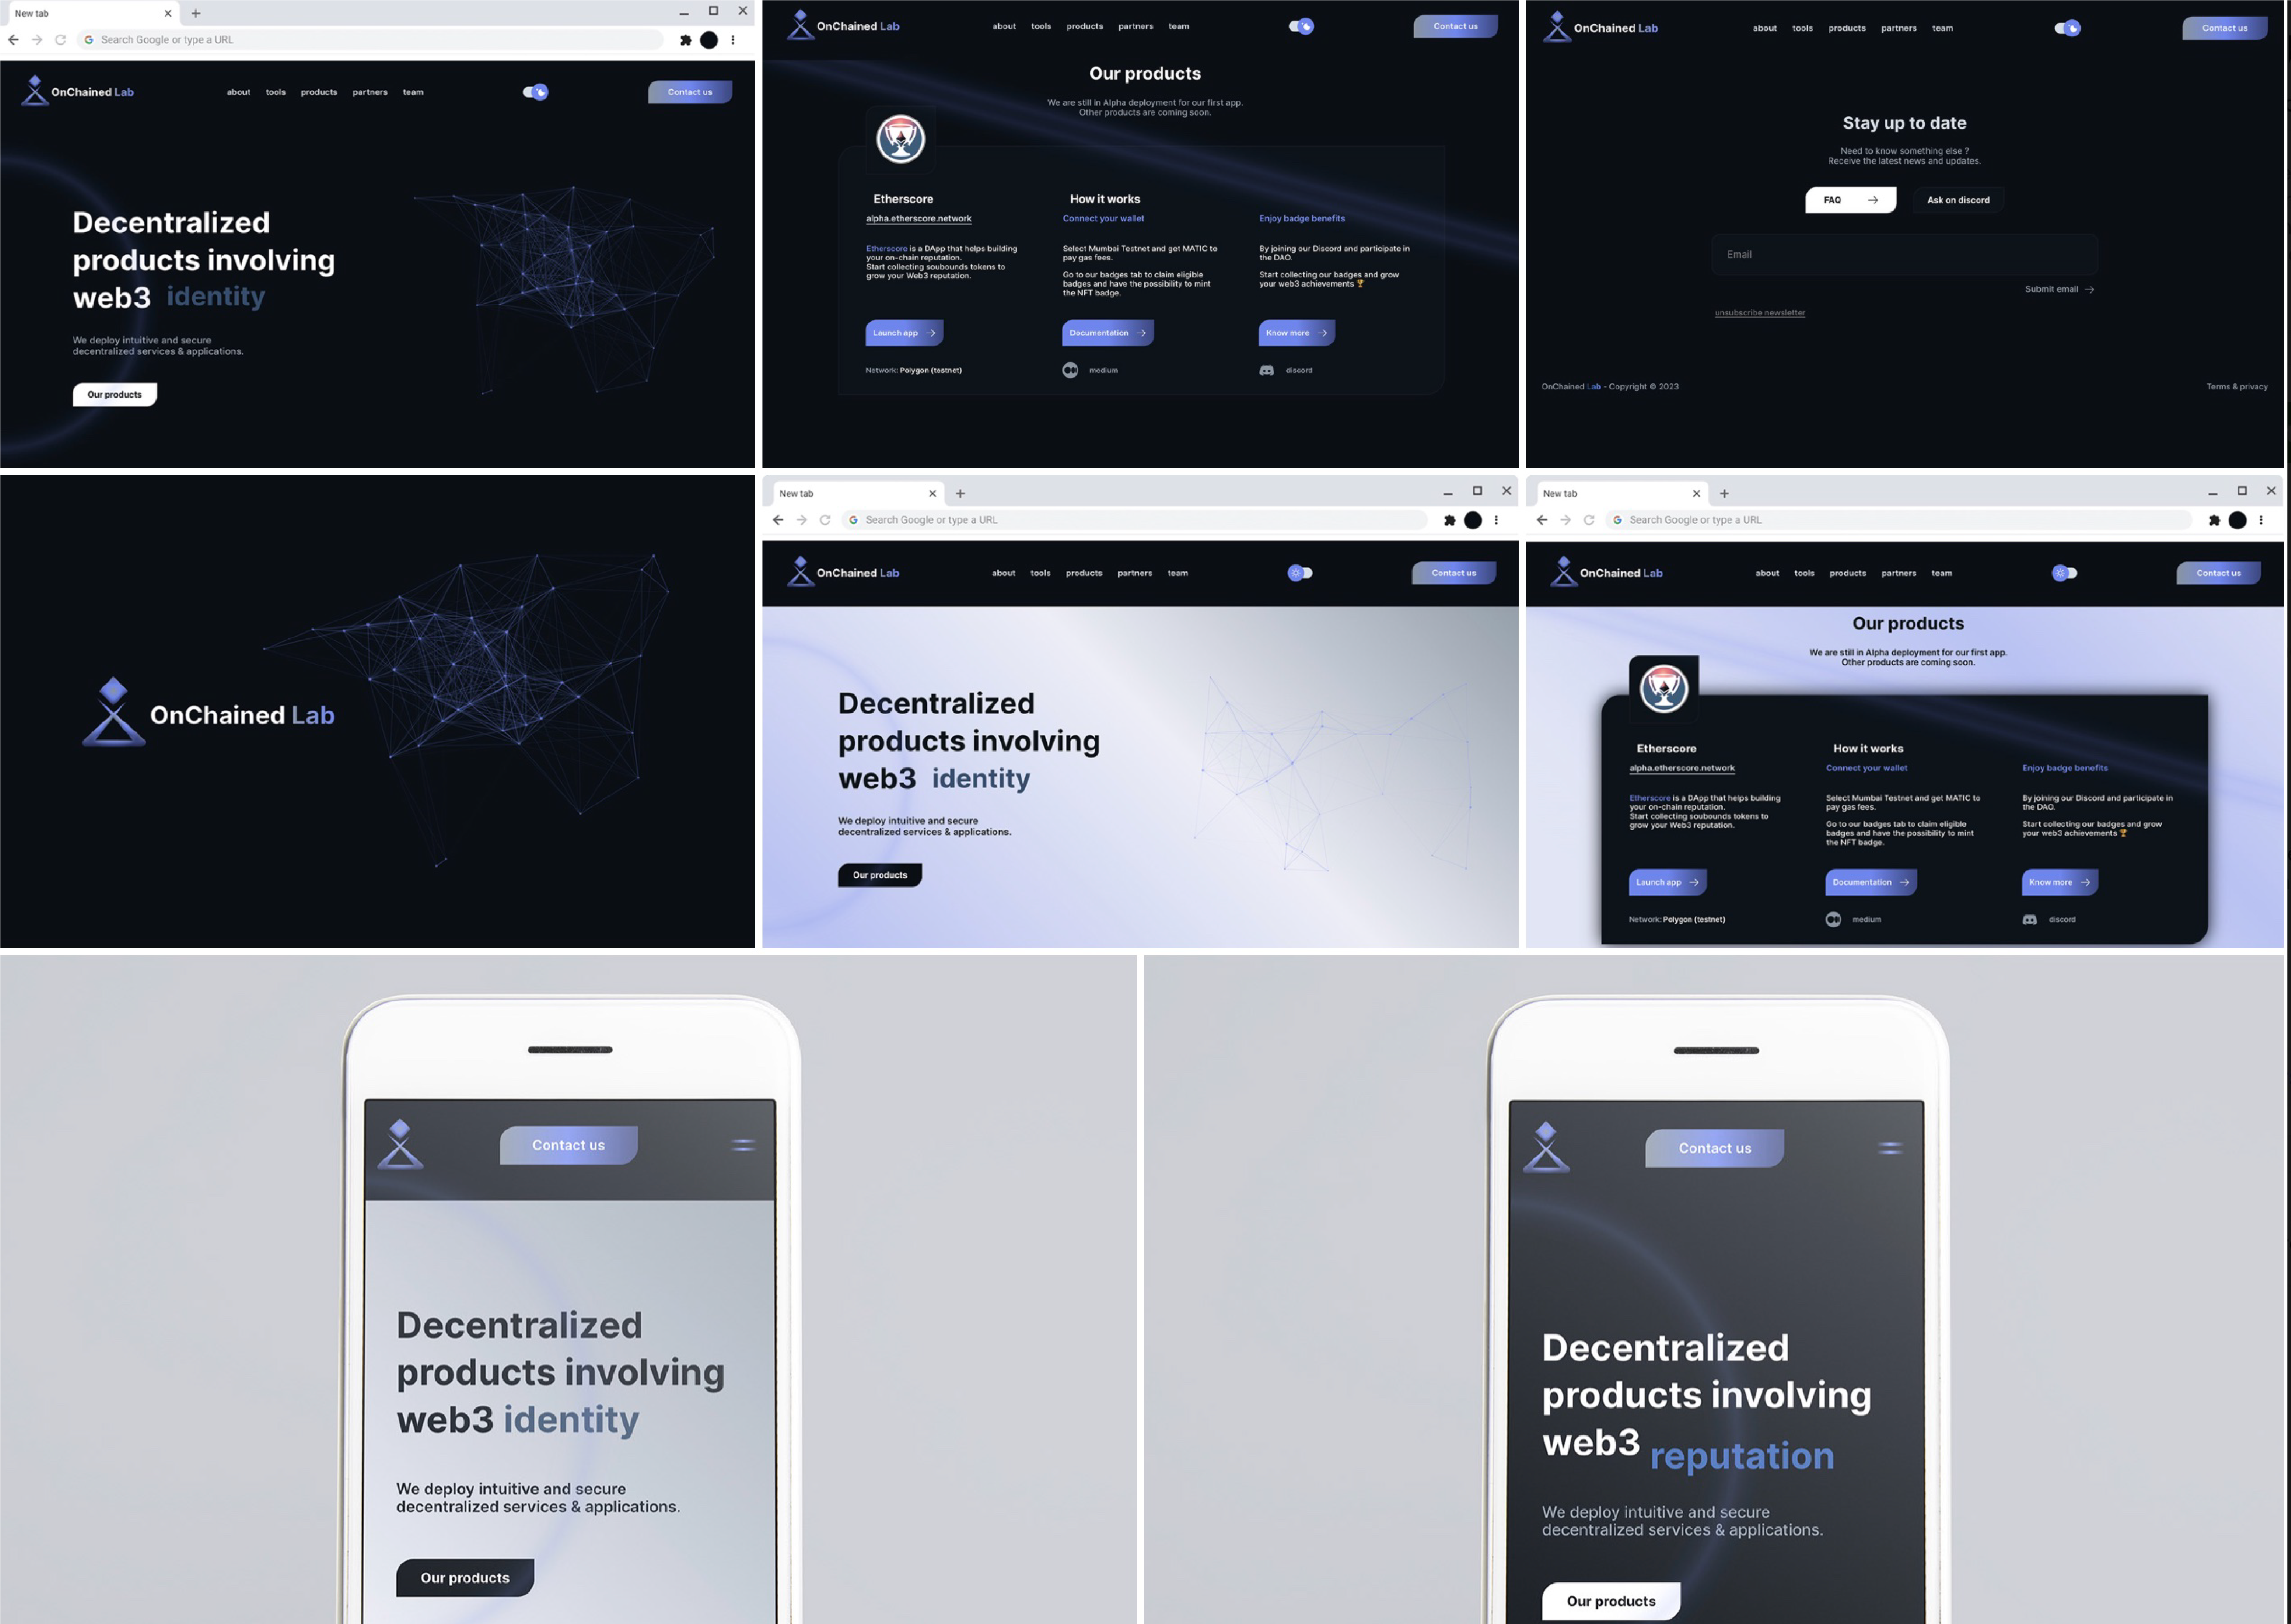 New tab
Search Google or type a URL
OnChained Lab
about tools products partners team
Contact us
Decentralized
products involving
web3 identity
We deploy intuitive and secure
decentralized services & applications.
Our products
OnChained Lab
about tools products partners team
Contact us
Our products
We are still in Alpha deployment for our first app.
Other products are coming soon.
Etherscore
alpha.etherscore.network
Etherscore is a DApp that helps building
your on-chain reputation.
Start collecting soubounds tokens to
grow your Web3 reputation.
Launch app
Network: Polygon (testnet)
How it works
Connect your wallet
Select Mumbai Testnet and get MATIC to
pay gas fees.
Go to our badges tab to claim eligible
badges and have the possibility to mint
the NFT badge.
Documentation
medium
Enjoy badge benefits
By joining our Discord and participate in
the DAO.
Start collecting our badges and grow
your web3 achievements 🏆
Know more
discord
OnChained Lab
about tools products partners team
Contact us
Stay up to date
Need to know something else ?
Receive the latest news and updates.
FAQ
Ask on discord
Email
Submit email
unsubscribe newsletter
OnChained Lab - Copyright © 2023
Terms & privacy
OnChained Lab
New tab
Search Google or type a URL
OnChained Lab
about tools products partners team
Contact us
Decentralized
products involving
web3 identity
We deploy intuitive and secure
decentralized services & applications.
Our products
New tab
Search Google or type a URL
OnChained Lab
about tools products partners team
Contact us
Our products
We are still in Alpha deployment for our first app.
Other products are coming soon.
Etherscore
alpha.etherscore.network
Etherscore is a DApp that helps building
your on-chain reputation.
Start collecting soubounds tokens to
grow your Web3 reputation.
Launch app
Network: Polygon (testnet)
How it works
Connect your wallet
Select Mumbai Testnet and get MATIC to
pay gas fees.
Go to our badges tab to claim eligible
badges and have the possibility to mint
the NFT badge.
Documentation
medium
Enjoy badge benefits
By joining our Discord and participate in
the DAO.
Start collecting our badges and grow
your web3 achievements 🏆
Know more
discord
Contact us
Decentralized
products involving
web3 identity
We deploy intuitive and secure
decentralized services & applications.
Our products
Contact us
Decentralized
products involving
web3 reputation
We deploy intuitive and secure
decentralized services & applications.
Our products